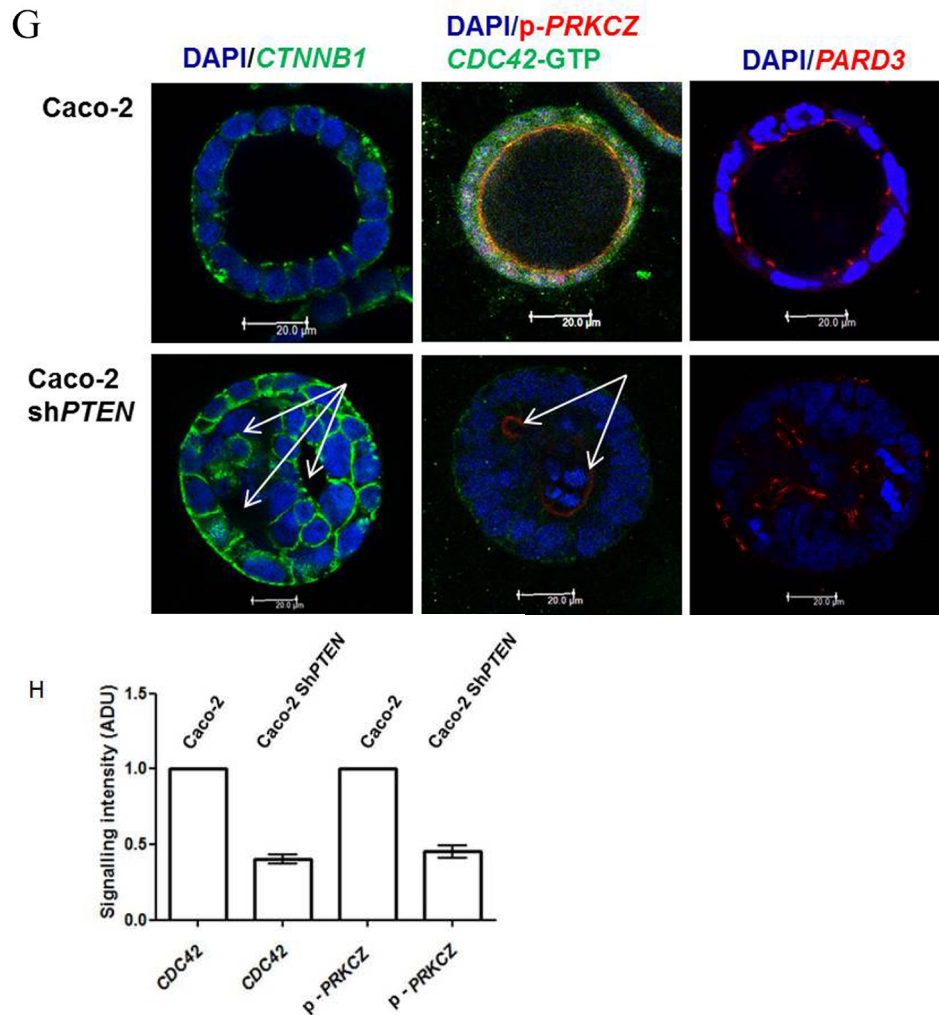 G
DAPI/CTNNB1
DAPI/p-PRKCZ
CDC42-GTP
DAPI/PARD3
Caco-2
20.0 µm
20.0 µm
20.0 µm
Caco-2
shPTEN
20.0 µm
20.0 µm
20.0 µm
H
Signalling intensity (ADU)
1.5
1.0
0.5
0.0
Caco-2
Caco-2 ShPTEN
Caco-2
Caco-2 ShPTEN
CDC42
CDC42
p - PRKCZ
p - PRKCZ